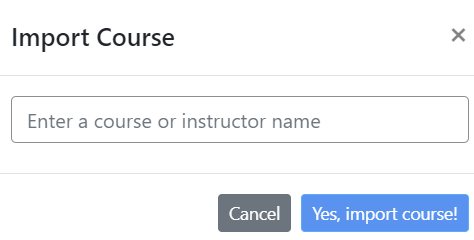 Import Course
×
Enter a course or instructor name
Cancel
Yes, import course!